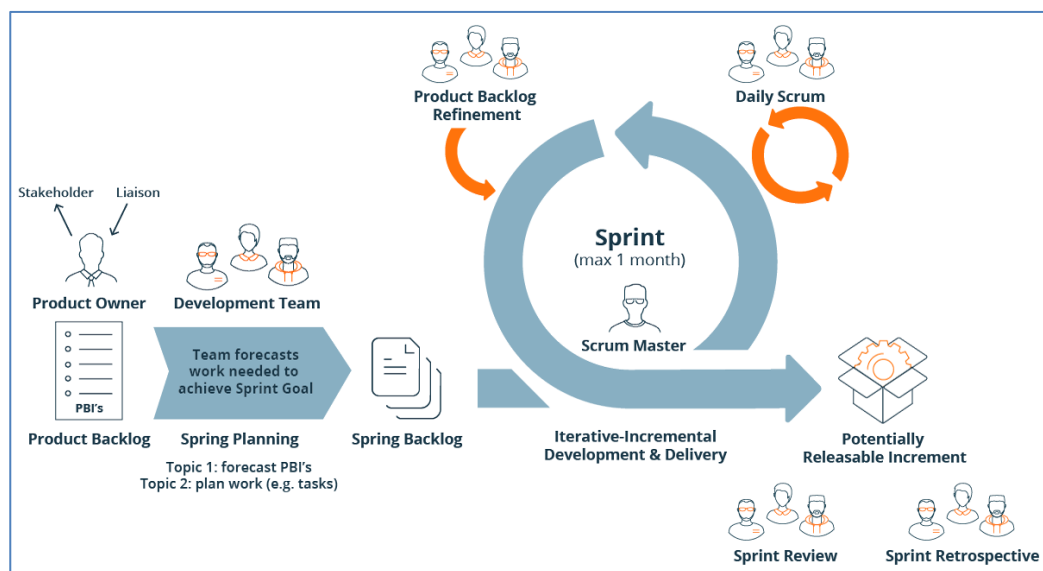 Product Backlog
Refinement
Daily Scrum
Stakeholder
Liaison
Sprint
(max 1 month)
Product Owner
Development Team
Scrum Master
Team forecasts
work needed to
achieve Sprint Goal
PBI's
Product Backlog
Spring Planning
Spring Backlog
Iterative-Incremental
Development & Delivery
Potentially
Releasable Increment
Topic 1: forecast PBI's
Topic 2: plan work (e.g. tasks)
Sprint Review
Sprint Retrospective